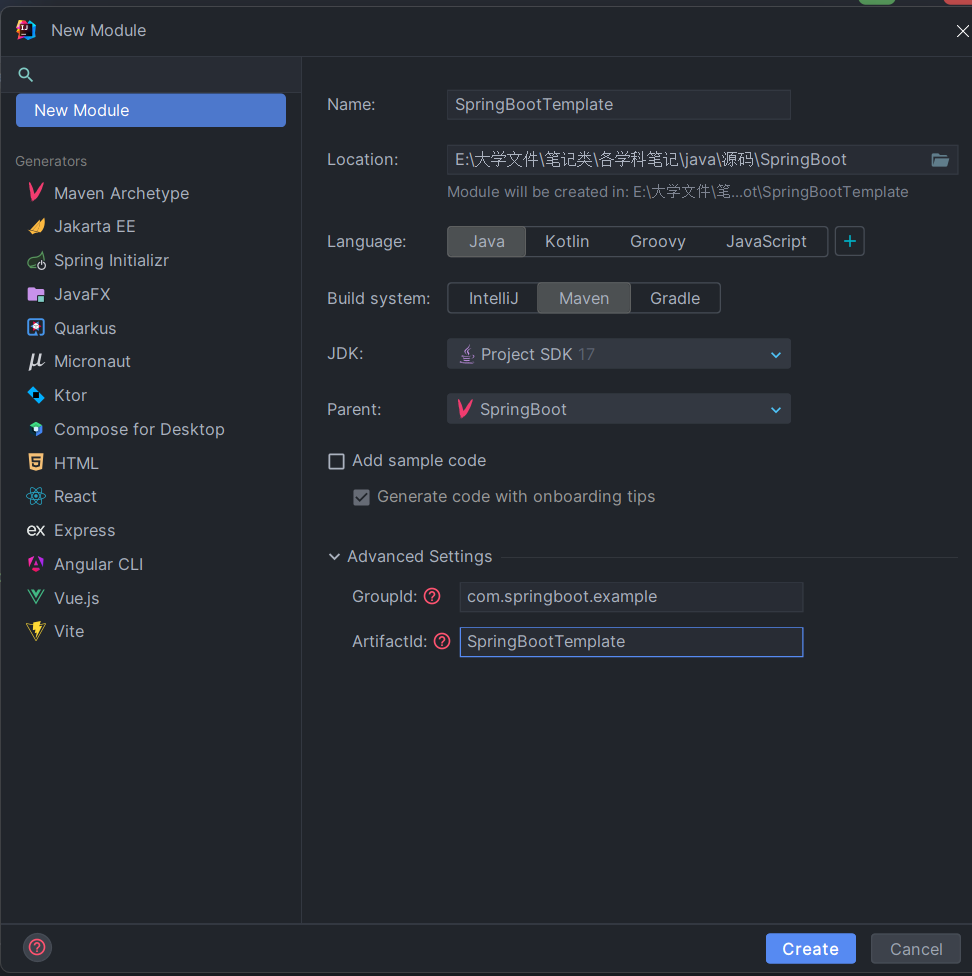 New Module
New Module
Generators
Maven Archetype
Jakarta EE
Spring Initializr
JavaFX
Quarkus
Micronaut
Ktor
Compose for Desktop
HTML
React
Express
Angular CLI
Vue.js
Vite
Name: SpringBootTemplate
Location: E:\大学文件\笔记类\各学科笔记\java\源码\SpringBoot
Module will be created in: E:\大学文件\笔...ot\SpringBootTemplate
Language: Java Kotlin Groovy JavaScript +
Build system: IntelliJ Maven Gradle
JDK: Project SDK 17
Parent: SpringBoot
Add sample code
Generate code with onboarding tips
Advanced Settings
GroupId: ? com.springboot.example
ArtifactId: ? SpringBootTemplate
? Create Cancel